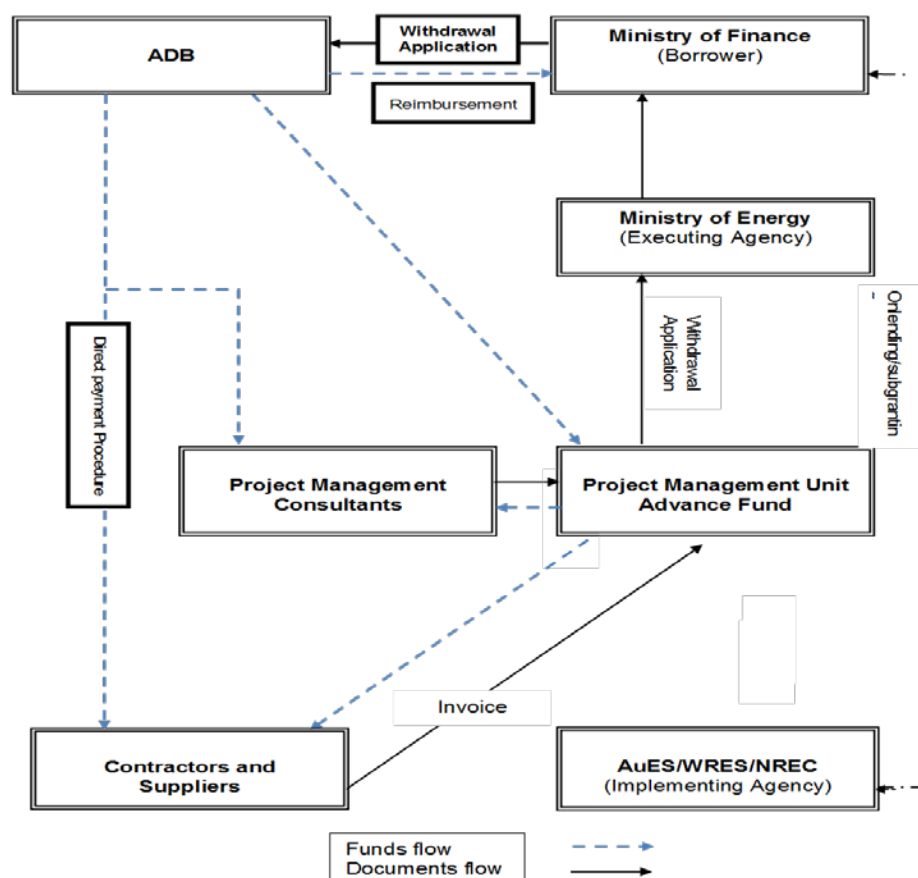 ADB
Withdrawal
Application
Reimbursement
Ministry of Finance
(Borrower)
Ministry of Energy
(Executing Agency)
Withdrawal
Application
Onlending/subgrantin
Direct payment Procedure
Project Management
Consultants
Project Management Unit
Advance Fund
Invoice
Contractors and
Suppliers
AuES/WRES/NREC
(Implementing Agency)
Funds flow
Documents flow